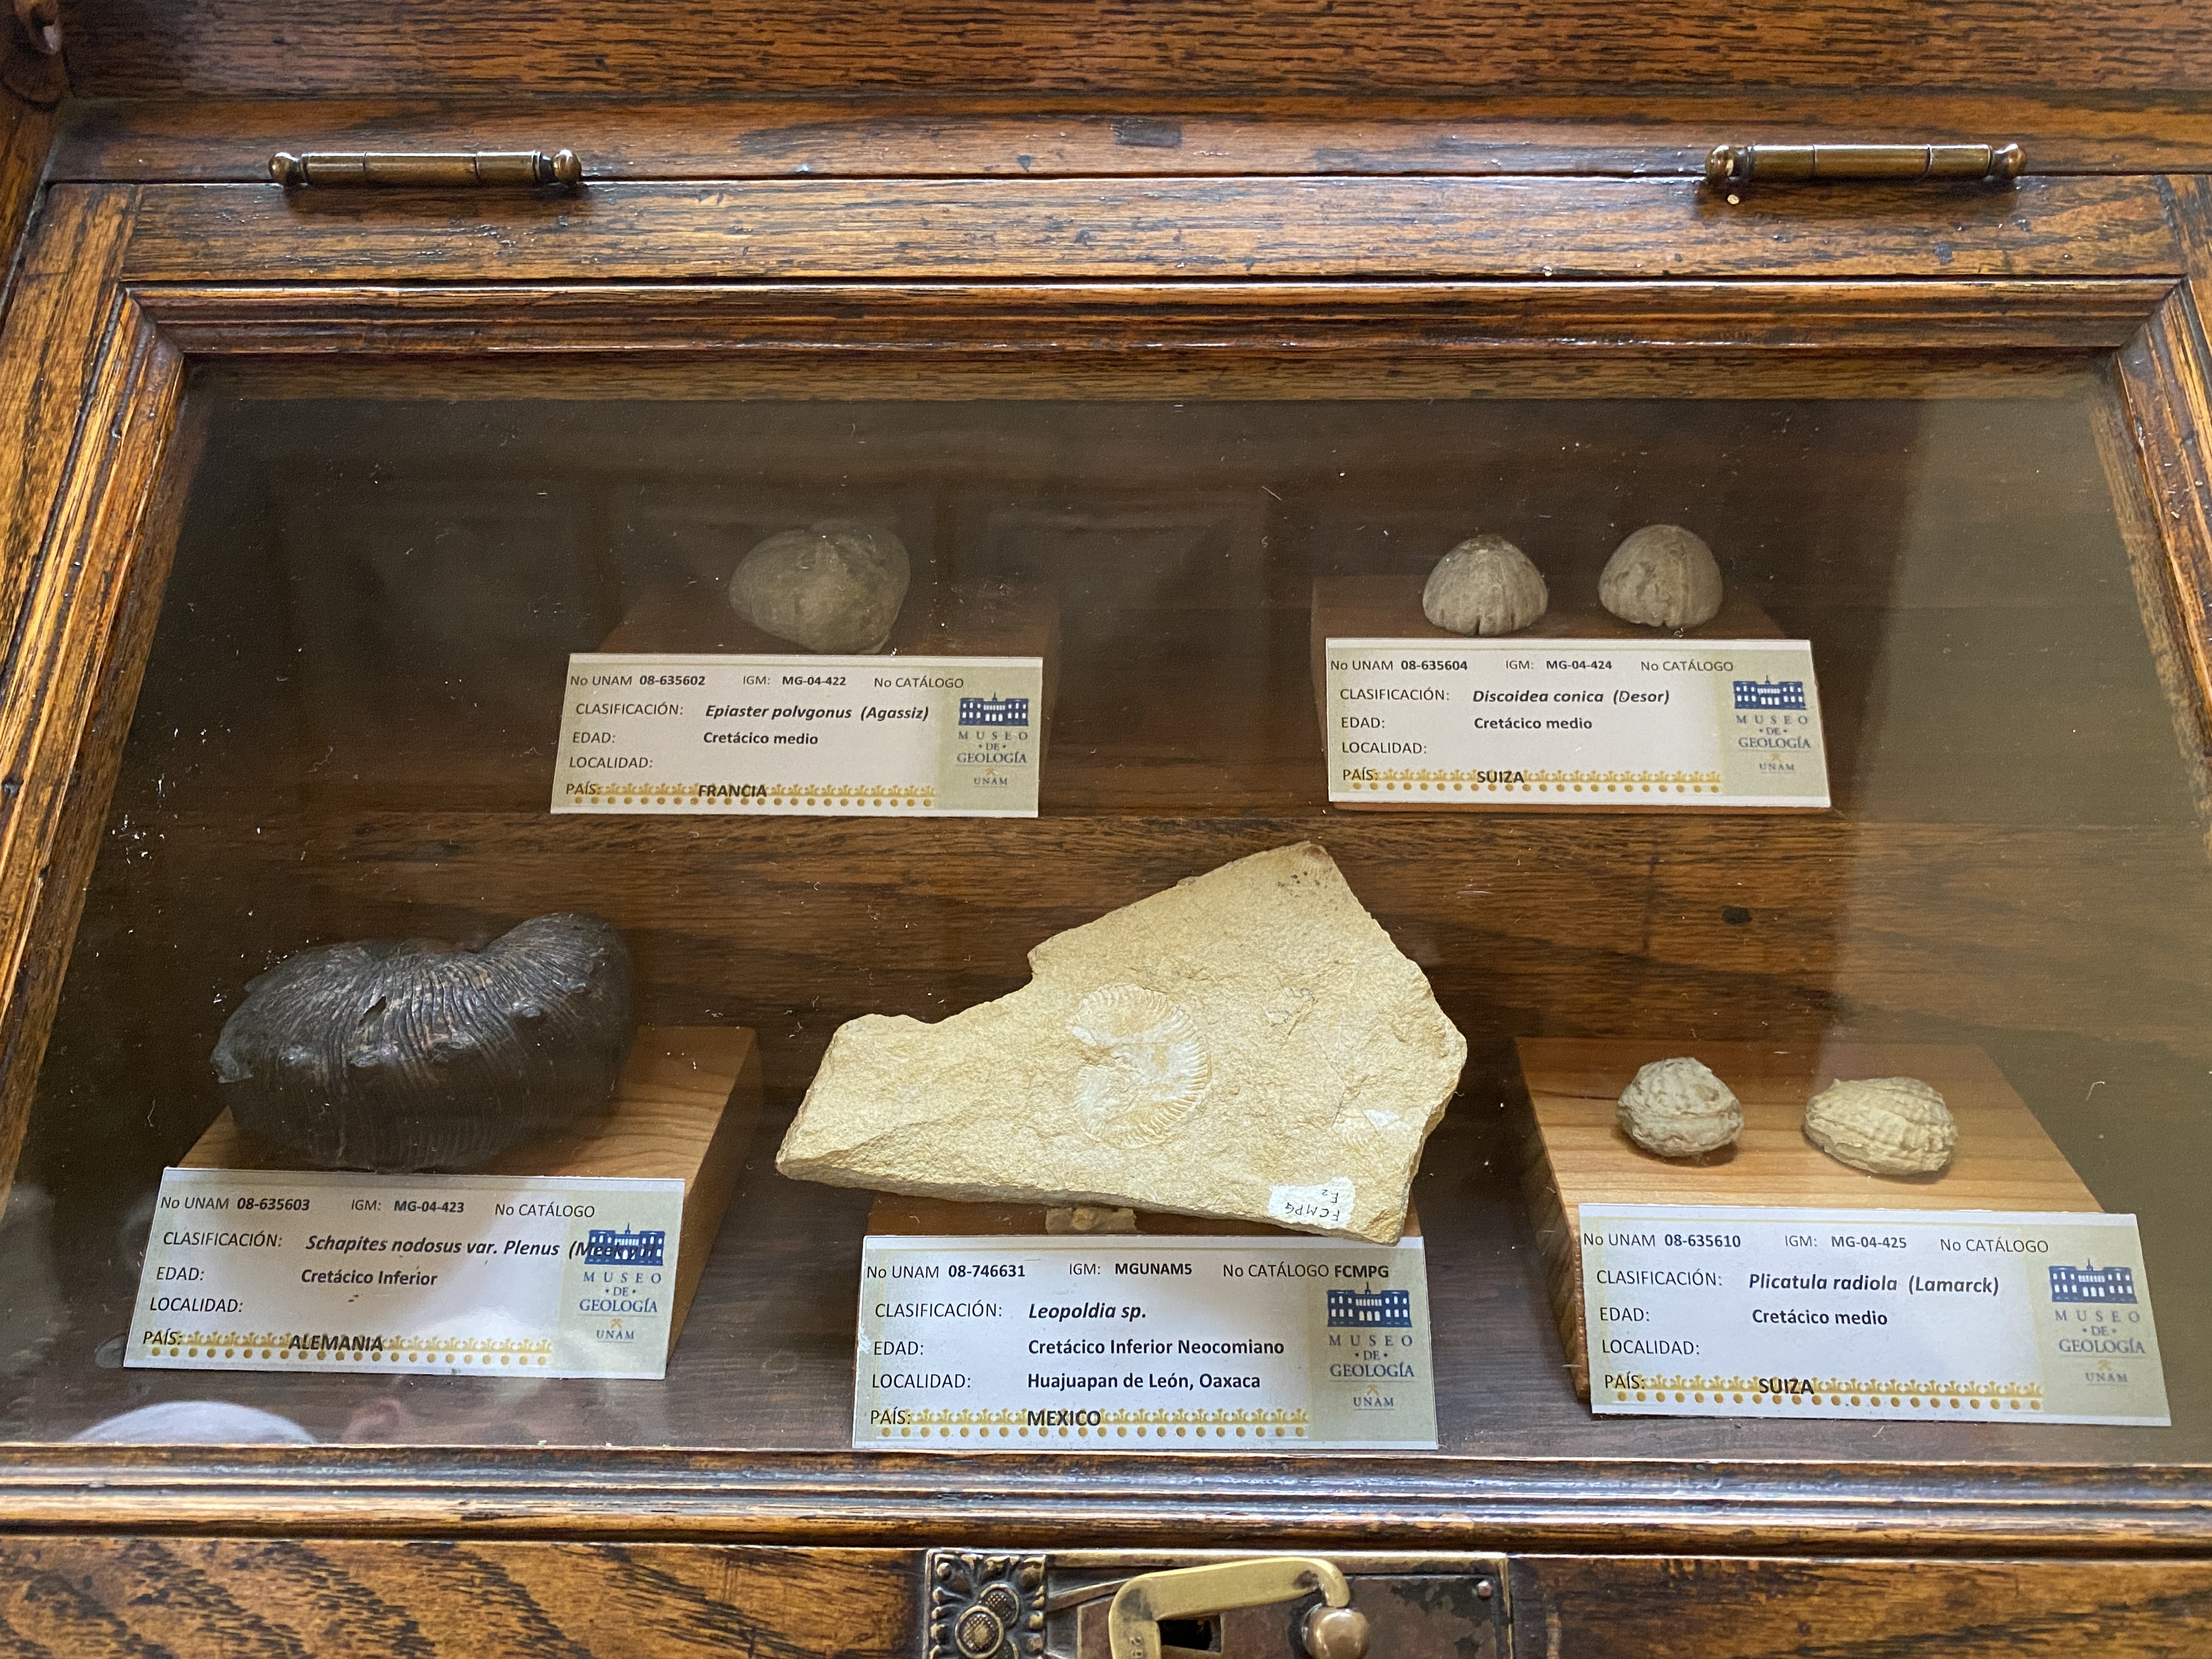 No UNAM 08-635602 IGM: MG-04-422 No CATÁLOGO
CLASIFICACIÓN: Epiaster polvgonus (Agassiz)
EDAD: Cretácico medio
LOCALIDAD:
PAÍS: FRANCIA
MUSEO
• DE •
GEOLOGÍA
UNAM
No UNAM 08-635604 IGM: MG-04-424 No CATÁLOGO
CLASIFICACIÓN: Discoidea conica (Desor)
EDAD: Cretácico medio
LOCALIDAD:
PAÍS: SUIZA
MUSEO
• DE •
GEOLOGÍA
UNAM
No UNAM 08-635603 IGM: MG-04-423 No CATÁLOGO
CLASIFICACIÓN: Schapites nodosus var. Plenus
EDAD: Cretácico Inferior
LOCALIDAD:
PAÍS: ALEMANIA
MUSEO
• DE •
GEOLOGÍA
UNAM
FCMPG
F2
No UNAM 08-746631 IGM: MGUNAM5 No CATÁLOGO FCMPG
CLASIFICACIÓN: Leopoldia sp.
EDAD: Cretácico Inferior Neocomiano
LOCALIDAD: Huajuapan de León, Oaxaca
PAÍS: MEXICO
MUSEO
• DE •
GEOLOGÍA
UNAM
No UNAM 08-635610 IGM: MG-04-425 No CATÁLOGO
CLASIFICACIÓN: Plicatula radiola (Lamarck)
EDAD: Cretácico medio
LOCALIDAD:
PAÍS: SUIZA
MUSEO
• DE •
GEOLOGÍA
UNAM